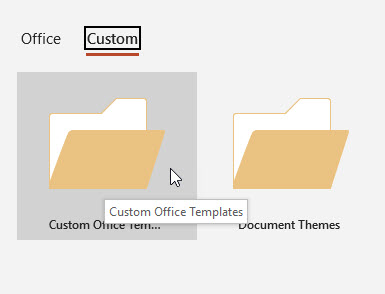 Office
Custom
Custom Office Templates
Custom Office Tem...
Document Themes